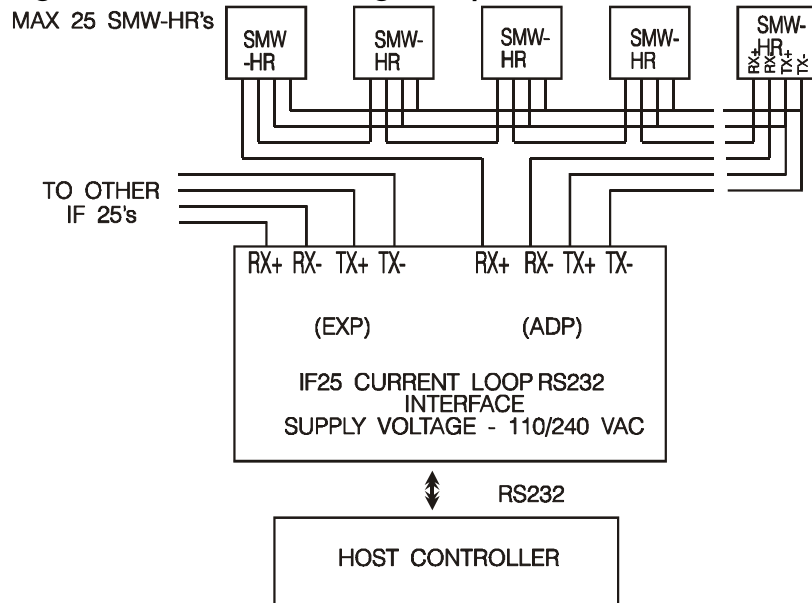 MAX 25 SMW-HR's
SMW
-HR
SMW-
HR
SMW-
HR
SMW-
HR
SMW-
HR
RX+
RX-
TX+
TX-
TO OTHER
IF 25's
RX+ RX- TX+ TX-
RX+ RX- TX+ TX-
(EXP)
(ADP)
IF25 CURRENT LOOP RS232
INTERFACE
SUPPLY VOLTAGE - 110/240 VAC
RS232
HOST CONTROLLER